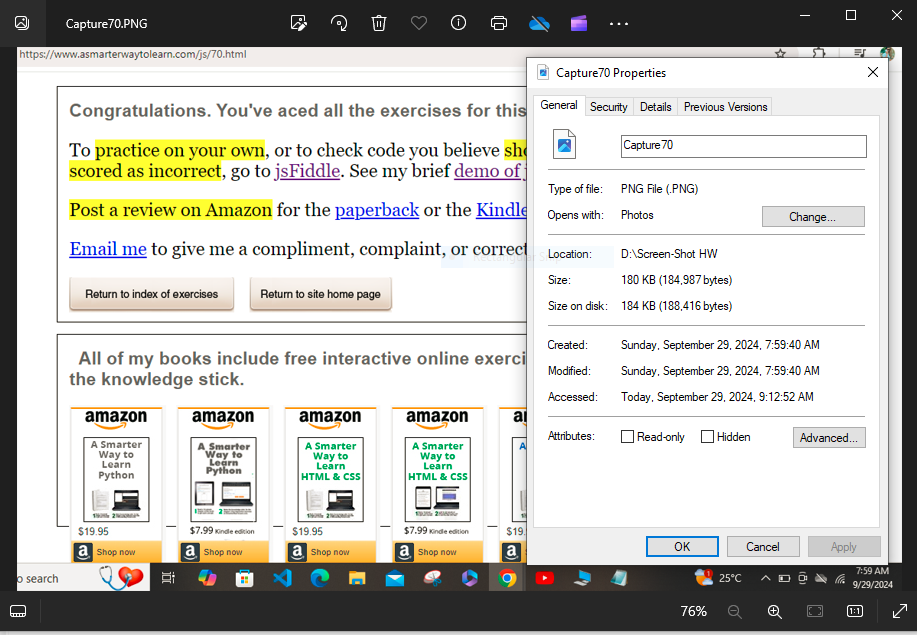 Capture70.PNG
https://www.asmarterwaytolearn.com/js/70.html
Congratulations. You've aced all the exercises for this
To practice on your own, or to check code you believe
scored as incorrect, go to jsFiddle. See my brief demo of
Post a review on Amazon for the paperback or the Kindle
Email me to give me a compliment, complaint, or correct
Return to index of exercises
Return to site home page
All of my books include free interactive online
the knowledge stick.
amazon
A Smarter
Way to
Learn
Python
$19.95
Shop now
amazon
A Smarter
Way to
Learn
Python
$7.99 Kindle edition
Shop now
amazon
A Smarter
Way to
Learn
HTML & CSS
$19.95
Shop now
amazon
A Smarter
Way to
Learn
HTML & CSS
$7.99 Kindle edition
Shop now
Capture70 Properties
General Security Details Previous Versions
Capture70
Type of file: PNG File (.PNG)
Opens with: Photos Change...
Location: D:\Screen-Shot HW
Size: 180 KB (184,987 bytes)
Size on disk: 184 KB (188,416 bytes)
Created: Sunday, September 29, 2024, 7:59:40 AM
Modified: Sunday, September 29, 2024, 7:59:40 AM
Accessed: Today, September 29, 2024, 9:12:52 AM
Attributes: Read-only Hidden Advanced...
OK Cancel Apply
o search
25°C
7:59 AM
9/29/2024
76%